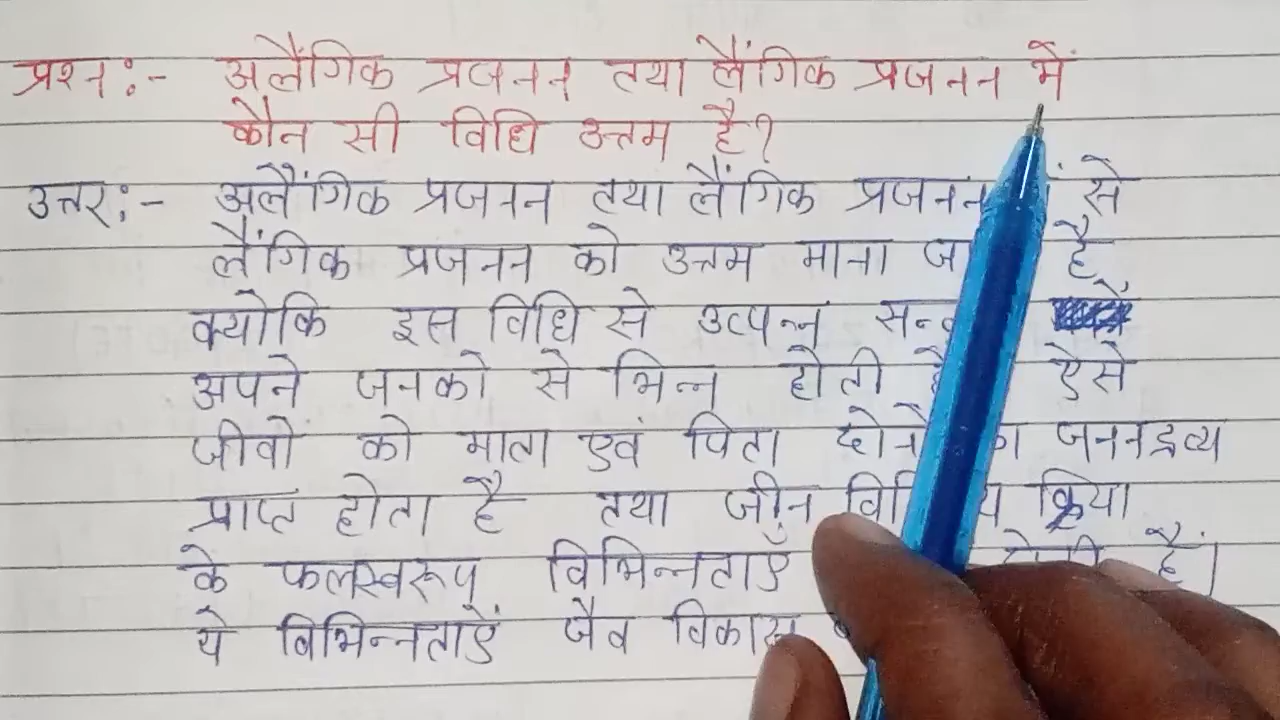 प्रश्न:- अलैंगिक प्रजनन तथा लैंगिक प्रजनन में
कौन सी विधि उत्तम है?
उत्तर:- अलैंगिक प्रजनन तथा लैंगिक प्रजनन से
लैंगिक प्रजनन को उत्तम माना है
क्योकि इस विधि से उत्पन्न
अपने जनको से भिन्न होती ऐसे
जीवों को माता एवं पिता दोनों का जननद्रव्य
प्राप्त होता है तथा जीन क्रिया
के फलस्वरूप विभिन्नताएँ हैं।
ये विभिन्नताएें जैव विकास